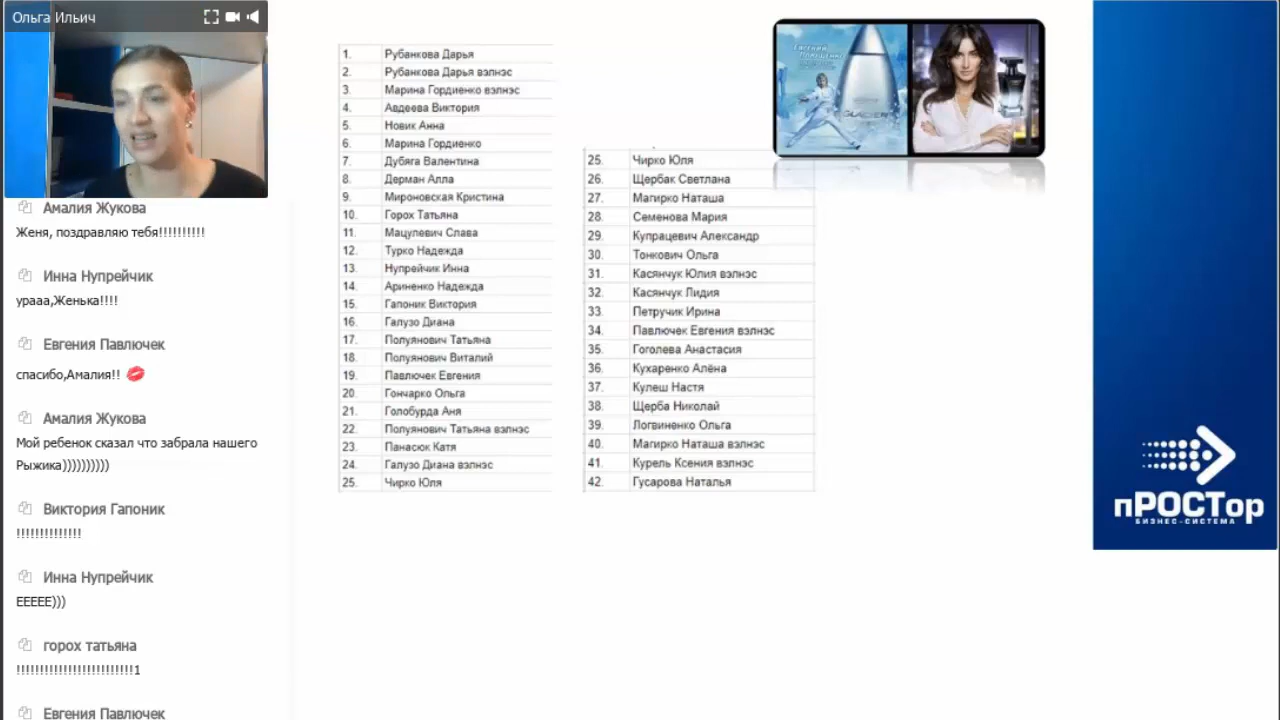 Ольга Ильич
Амалия Жукова
Женя, поздравляю тебя!!!!!!!!!!
Инна Нупрейчик
урааа,Женька!!!!
Евгения Павлючек
спасибо,Амалия!!
Амалия Жукова
Мой ребенок сказал что забрала нашего
Рыжика))))))))))
Виктория Гапоник
!!!!!!!!!!!!!!
Инна Нупрейчик
ЕЕЕЕЕ)))
горох татьяна
!!!!!!!!!!!!!!!!!!!!!!!!!1
Евгения Павлючек
1. Рубанкова Дарья
2. Рубанкова Дарья вэлнэс
3. Марина Гордиенко вэлнэс
4. Авдеева Виктория
5. Новик Анна
6. Марина Гордиенко
7. Дубяга Валентина
8. Дерман Алла
9. Мироновская Кристина
10. Горох Татьяна
11. Мацулевич Слава
12. Турко Надежда
13. Нупрейчик Инна
14. Ариненко Надежда
15. Гапоник Виктория
16. Галузо Диана
17. Полуянович Татьяна
18. Полуянович Виталий
19. Павлючек Евгения
20. Гончарко Ольга
21. Голобурда Аня
22. Полуянович Татьяна вэлнэс
23. Панасюк Катя
24. Галузо Диана вэлнэс
25. Чирко Юля
25. Чирко Юля
26. Щербак Светлана
27. Магирко Наташа
28. Семенова Мария
29. Купрацевич Александр
30. Тонкович Ольга
31. Касянчук Юлия вэлнэс
32. Касянчук Лидия
33. Петручик Ирина
34. Павлючек Евгения вэлнэс
35. Гоголева Анастасия
36. Кухаренко Алёна
37. Кулеш Настя
38. Щерба Николай
39. Логвиненко Ольга
40. Магирко Наташа вэлнэс
41. Курель Ксения вэлнэс
42. Гусарова Наталья
Евгений
GLACIER
пРОСТор
БИЗНЕС-СИСТЕМА